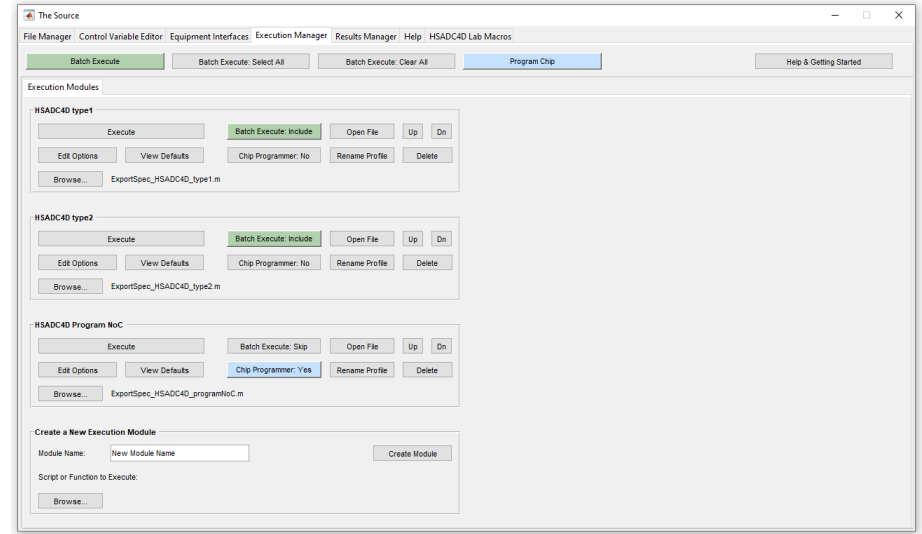 The Source
File Manager Control Variable Editor Equipment Interfaces Execution Manager Results Manager Help HSADC4D Lab Macros
Batch Execute Batch Execute: Select All Batch Execute: Clear All Program Chip Help & Getting Started
Execution Modules
HSADC4D type1
Execute Batch Execute: Include Open File Up Dn
Edit Options View Defaults Chip Programmer: No Rename Profile Delete
Browse... ExportSpec_HSADC4D_type1.m
HSADC4D type2
Execute Batch Execute: Include Open File Up Dn
Edit Options View Defaults Chip Programmer: No Rename Profile Delete
Browse... ExportSpec_HSADC4D_type2.m
HSADC4D Program NoC
Execute Batch Execute: Skip Open File Up Dn
Edit Options View Defaults Chip Programmer: Yes Rename Profile Delete
Browse... ExportSpec_HSADC4D_programNoC.m
Create a New Execution Module
Module Name: New Module Name Create Module
Script or Function to Execute:
Browse...